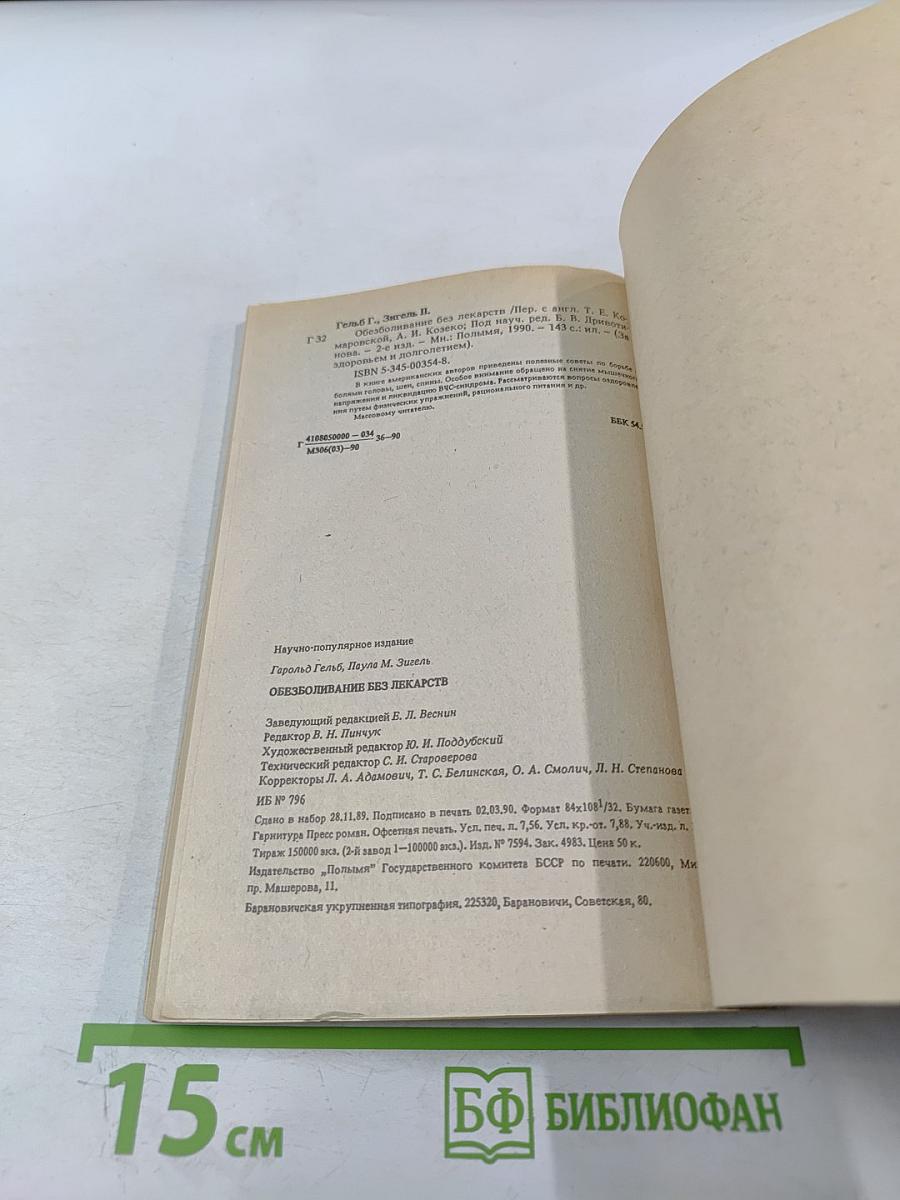 Гельб Г., Зигель П.
Г 32 Обезболивание без лекарств /Пер. с англ. Т. Е. Ко-
маровской, А. И. Козеко; Под науч. ред. Б. В. Дривоти-
нова. — 2-е изд. — Мн.: Полымя, 1990. — 143 с.: ил. — (За
здоровьем и долголетием).
ISBN 5-345-00354-8.
В книге американских авторов приведены полезные советы по борьбе
болями головы, шеи, спины. Особое внимание обращено на снятие мышечного
напряжения и ликвидацию ВЧС-синдрома. Рассматриваются вопросы оздоровле
ния путем физических упражнений, рационального питания и др.
Массовому читателю.
Г 4108050000 — 034 36—90
М306(03)—90
ББК 54.
Научно-популярное издание
Гарольд Гельб, Паула М. Зигель
ОБЕЗБОЛИВАНИЕ БЕЗ ЛЕКАРСТВ
Заведующий редакцией Е. Л. Веснин
Редактор В. Н. Пинчук
Художественный редактор Ю. И. Поддубский
Технический редактор С. И. Староверова
Корректоры Л. А. Адамович, Т. С. Белинская, О. А. Смолич, Л. Н. Степанова
ИБ № 796
Сдано в набор 28.11.89. Подписано в печать 02.03.90. Формат 84х108¹/32. Бумага газет
Гарнитура Пресс роман. Офсетная печать. Усл. печ. л. 7,56. Усл. кр.-от. 7,88. Уч.-изд. л.
Тираж 150000 экз. (2-й завод 1—100000 экз.). Изд. № 7594. Зак. 4983. Цена 50 к.
Издательство „Полымя” Государственного комитета БССР по печати. 220600, Ми
пр. Машерова, 11.
Барановичская укрупненная типография. 225320, Барановичи, Советская, 80.
15 см
БФ БИБЛИОФАН